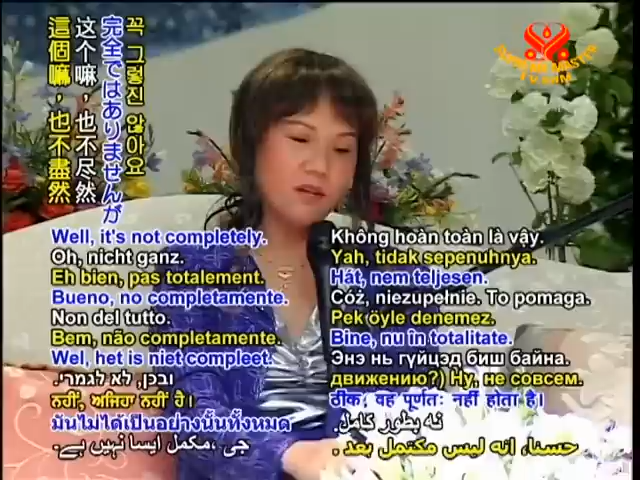 SUPREME MASTER
TV.COM
꼭 그렇진 않아요
完全ではありませんが
这个嘛，也不尽然
這個嘛，也不盡然
Well, it's not completely.
Oh, nicht ganz.
Eh bien, pas totalement.
Bueno, no completamente.
Non del tutto.
Bem, não completamente.
Wel, het is niet compleet.
ובכן, לא לגמרי.
ਨਹੀਂ, ਅਜਿਹਾ ਨਹੀਂ ਹੈ।
มันไม่ได้เป็นอย่างนั้นทั้งหมด
جی ،مکمل ایسا نہیں ہے۔
Không hoàn toàn là vậy.
Yah, tidak sepenuhnya.
Hát, nem teljesen.
Cóż, niezupełnie. To pomaga.
Pek öyle denemez.
Bine, nu în totalitate.
Энэ нь гүйцэд биш байна.
движению?) Ну, не совсем.
ठीक, वह पूर्णतः नहीं होता है।
نه بطور کامل.
حسنا، انه ليس مكتمل بعد.